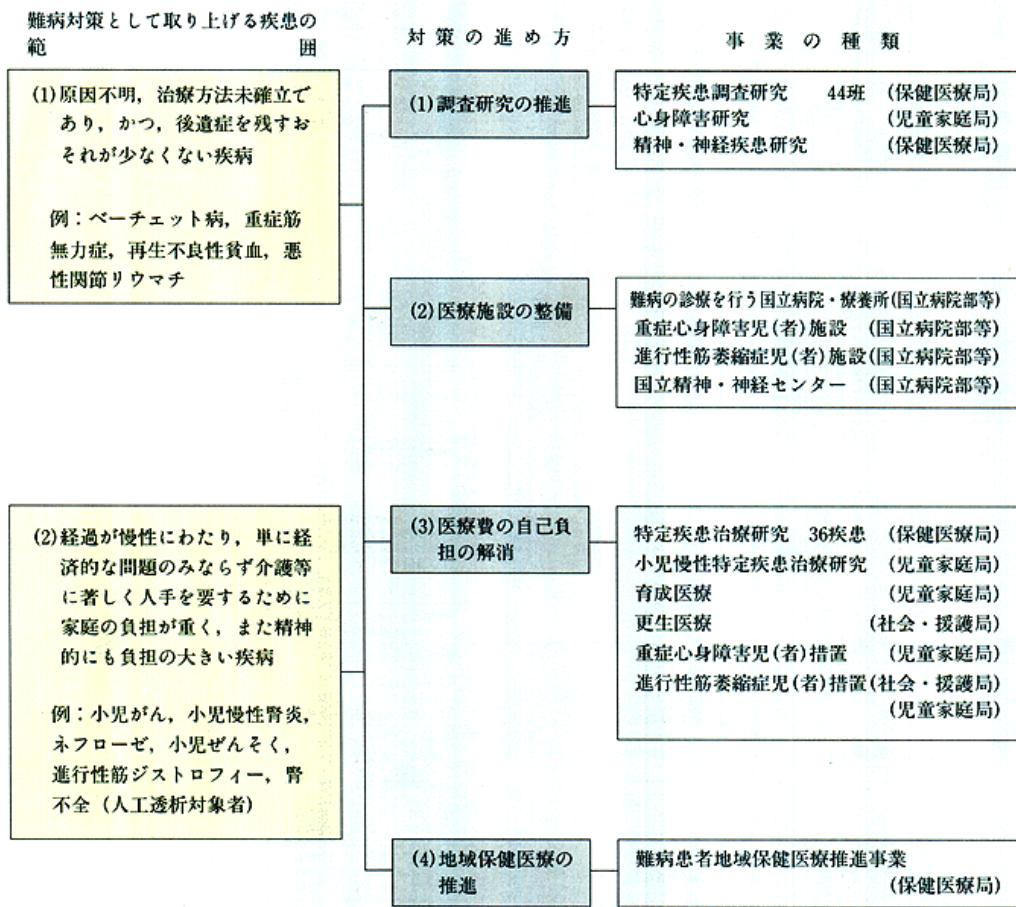 難病対策として取り上げる疾患の
範囲
対策の進め方
事業の種類
(1)原因不明，治療方法未確立で
あり，かつ，後遺症を残すお
それが少なくない疾病
例：ベーチェット病，重症筋
無力症，再生不良性貧血，悪
性関節リウマチ
(2)経過が慢性にわたり，単に経
済的な問題のみならず介護等
に著しく人手を要するために
家庭の負担が重く，また精神
的にも負担の大きい疾病
例：小児がん，小児慢性腎炎，
ネフローゼ，小児ぜんそく，
進行性筋ジストロフィー，腎
不全（人工透析対象者）
(1)調査研究の推進
特定疾患調査研究　44班　(保健医療局)
心身障害研究　(児童家庭局)
精神・神経疾患研究　(保健医療局)
(2)医療施設の整備
難病の診療を行う国立病院・療養所(国立病院部等)
重症心身障害児(者)施設　(国立病院部等)
進行性筋萎縮症児(者)施設(国立病院部等)
国立精神・神経センター　(国立病院部等)
(3)医療費の自己負
担の解消
特定疾患治療研究　36疾患　(保健医療局)
小児慢性特定疾患治療研究　(児童家庭局)
育成医療　(児童家庭局)
更生医療　(社会・援護局)
重症心身障害児(者)措置　(児童家庭局)
進行性筋萎縮症児(者)措置(社会・援護局)
(児童家庭局)
(4)地域保健医療の
推進
難病患者地域保健医療推進事業
(保健医療局)